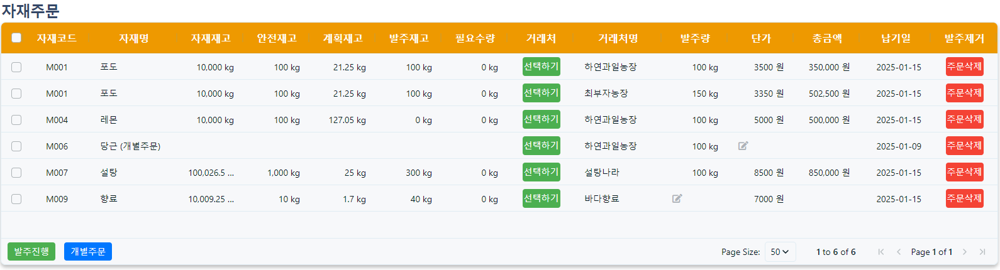 자재주문
자재코드 자재명 자재재고 안전재고 계획재고 발주재고 필요수량 거래처 거래처명 발주량 단가 총금액 납기일 발주제거
M001 포도 10,000 kg 100 kg 21.25 kg 100 kg 0 kg 선택하기 하연과일농장 100 kg 3500 원 350,000 원 2025-01-15 주문삭제
M001 포도 10,000 kg 100 kg 21.25 kg 100 kg 0 kg 선택하기 최부자농장 150 kg 3350 원 502,500 원 2025-01-15 주문삭제
M004 레몬 10,000 kg 100 kg 127.05 kg 0 kg 0 kg 선택하기 하연과일농장 100 kg 5000 원 500,000 원 2025-01-15 주문삭제
M006 당근 (개별주문) 선택하기 하연과일농장 100 kg 2025-01-09 주문삭제
M007 설탕 100,026.5 ... 1,000 kg 25 kg 300 kg 0 kg 선택하기 설탕나라 100 kg 8500 원 850,000 원 2025-01-15 주문삭제
M009 향료 10,009.25 ... 10 kg 1.7 kg 40 kg 0 kg 선택하기 바다향료 7000 원 2025-01-15 주문삭제
발주진행 개별주문 Page Size: 50 1 to 6 of 6 Page 1 of 1